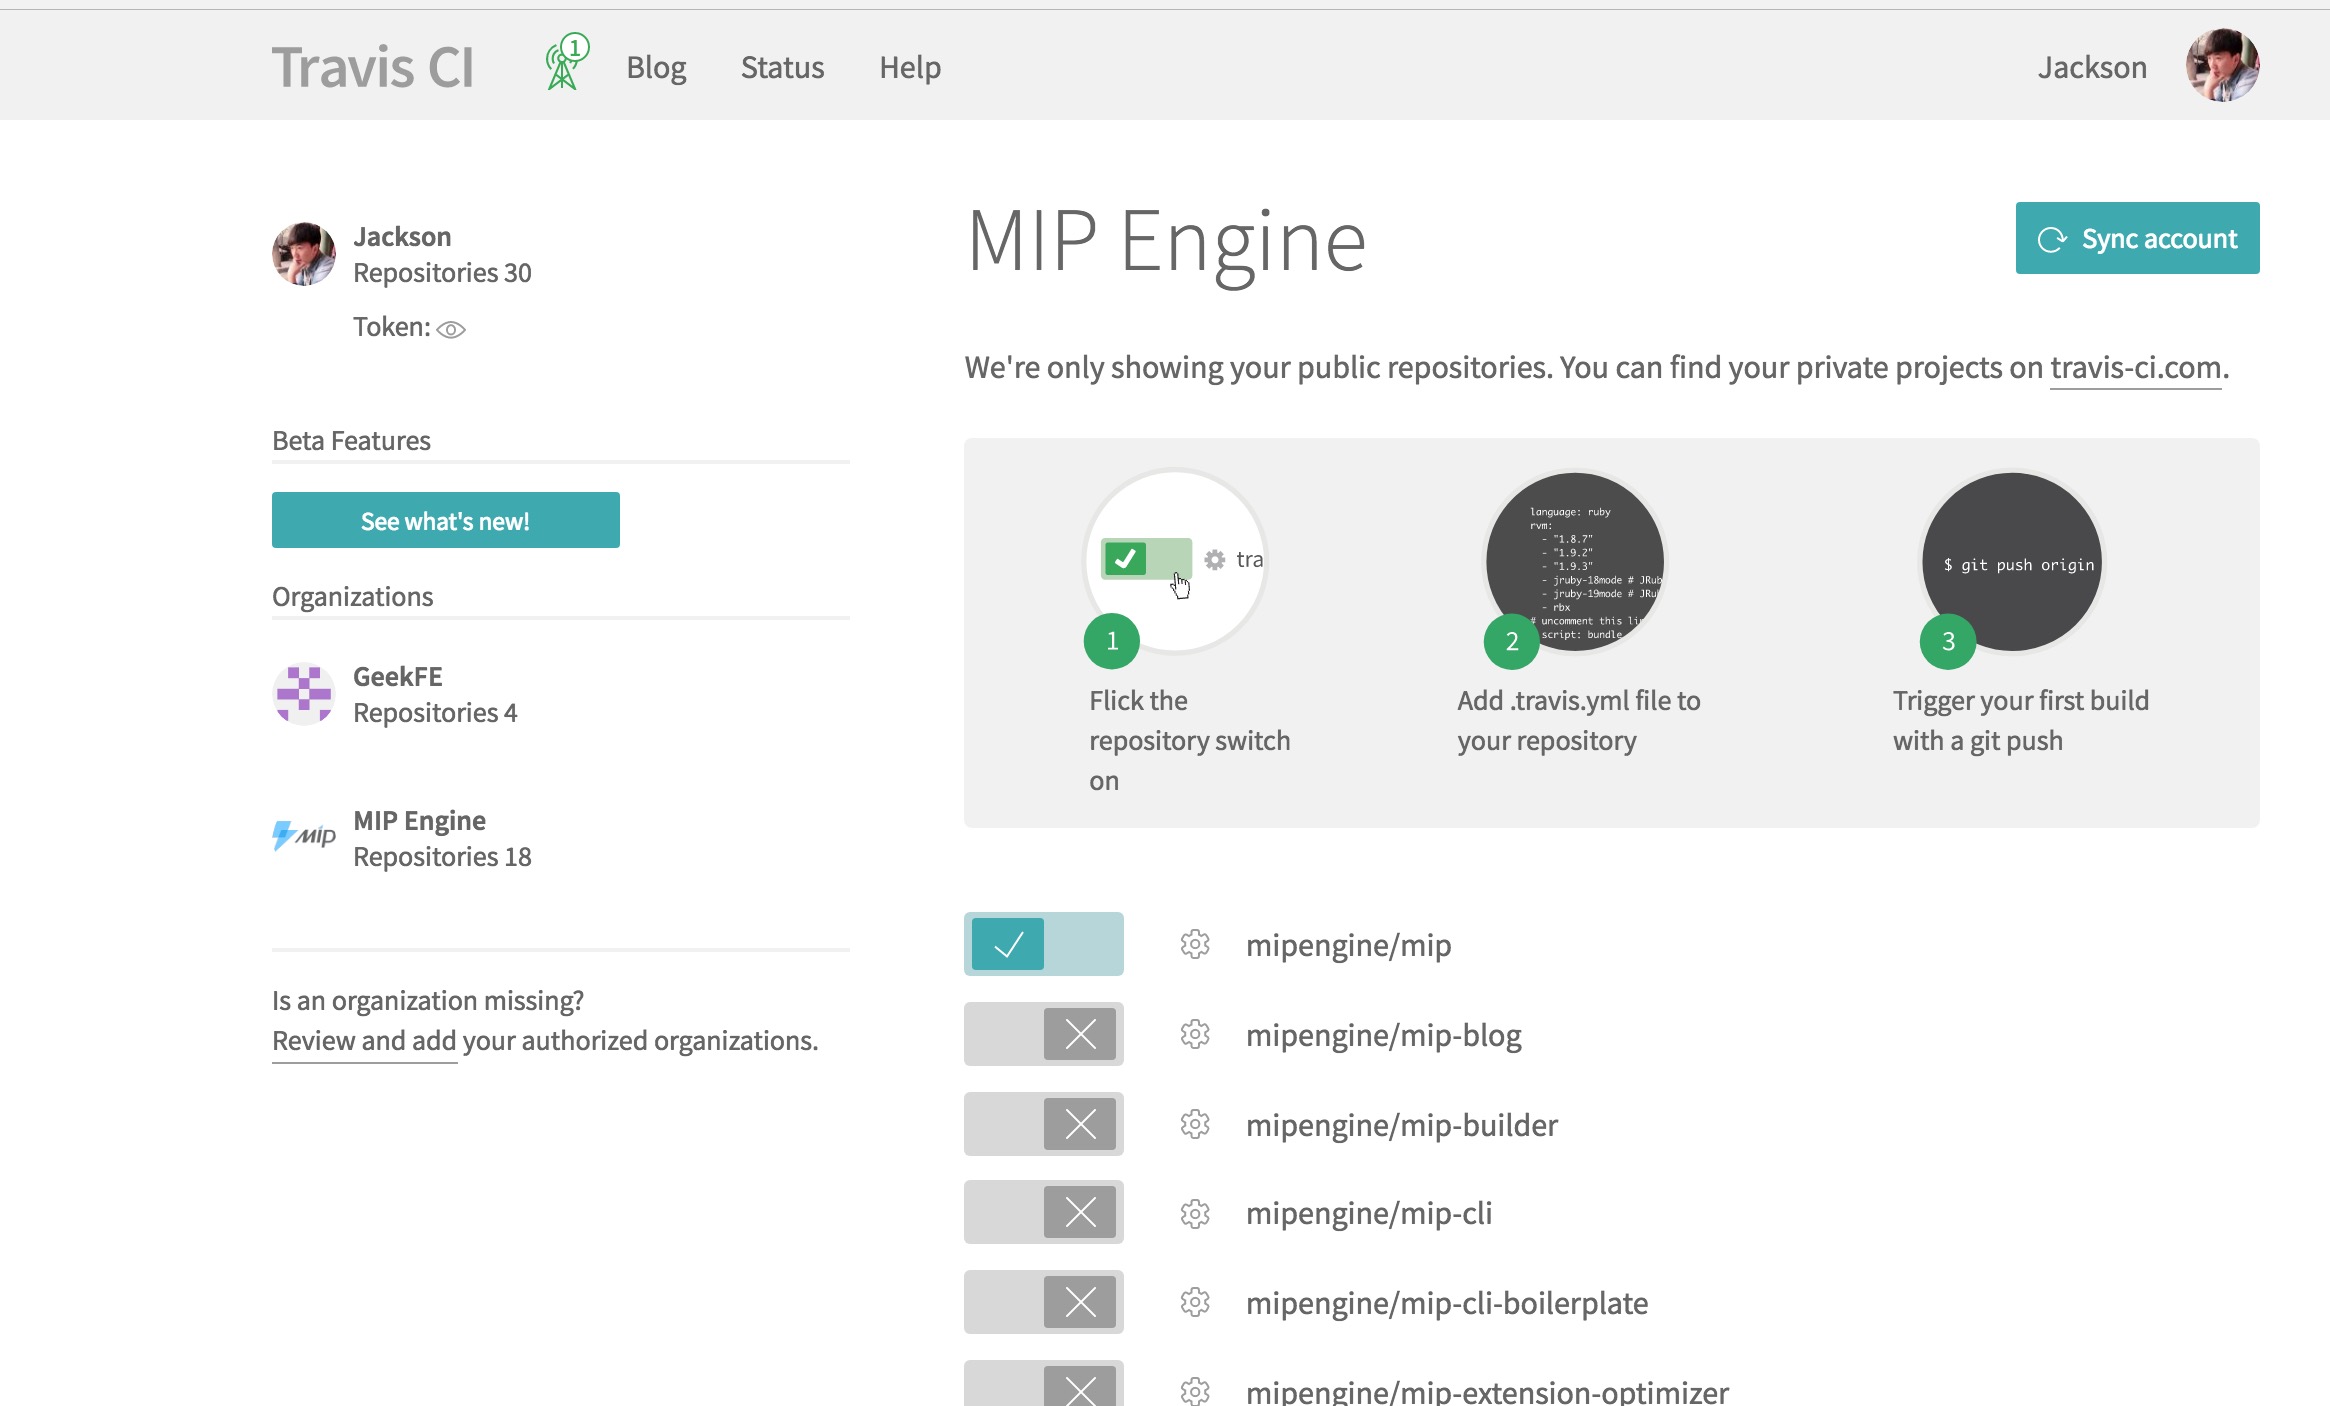 Travis CI
1
Blog
Status
Help
Jackson
Jackson
Repositories 30
Token:
Beta Features
See what's new!
Organizations
GeekFE
Repositories 4
mip
MIP Engine
Repositories 18
Is an organization missing?
Review and add your authorized organizations.
MIP Engine
Sync account
We're only showing your public repositories. You can find your private projects on travis-ci.com.
tra
1
Flick the
repository switch
on
language: ruby
rvm:
- "1.8.7"
- "1.9.2"
- "1.9.3"
- jruby-18mode # JRub
- jruby-19mode # JRu
- rbx
# uncomment this lin
script: bundle
2
Add .travis.yml file to
your repository
$ git push origin
3
Trigger your first build
with a git push
mipengine/mip
mipengine/mip-blog
mipengine/mip-builder
mipengine/mip-cli
mipengine/mip-cli-boilerplate
mipengine/mip-extension-optimizer